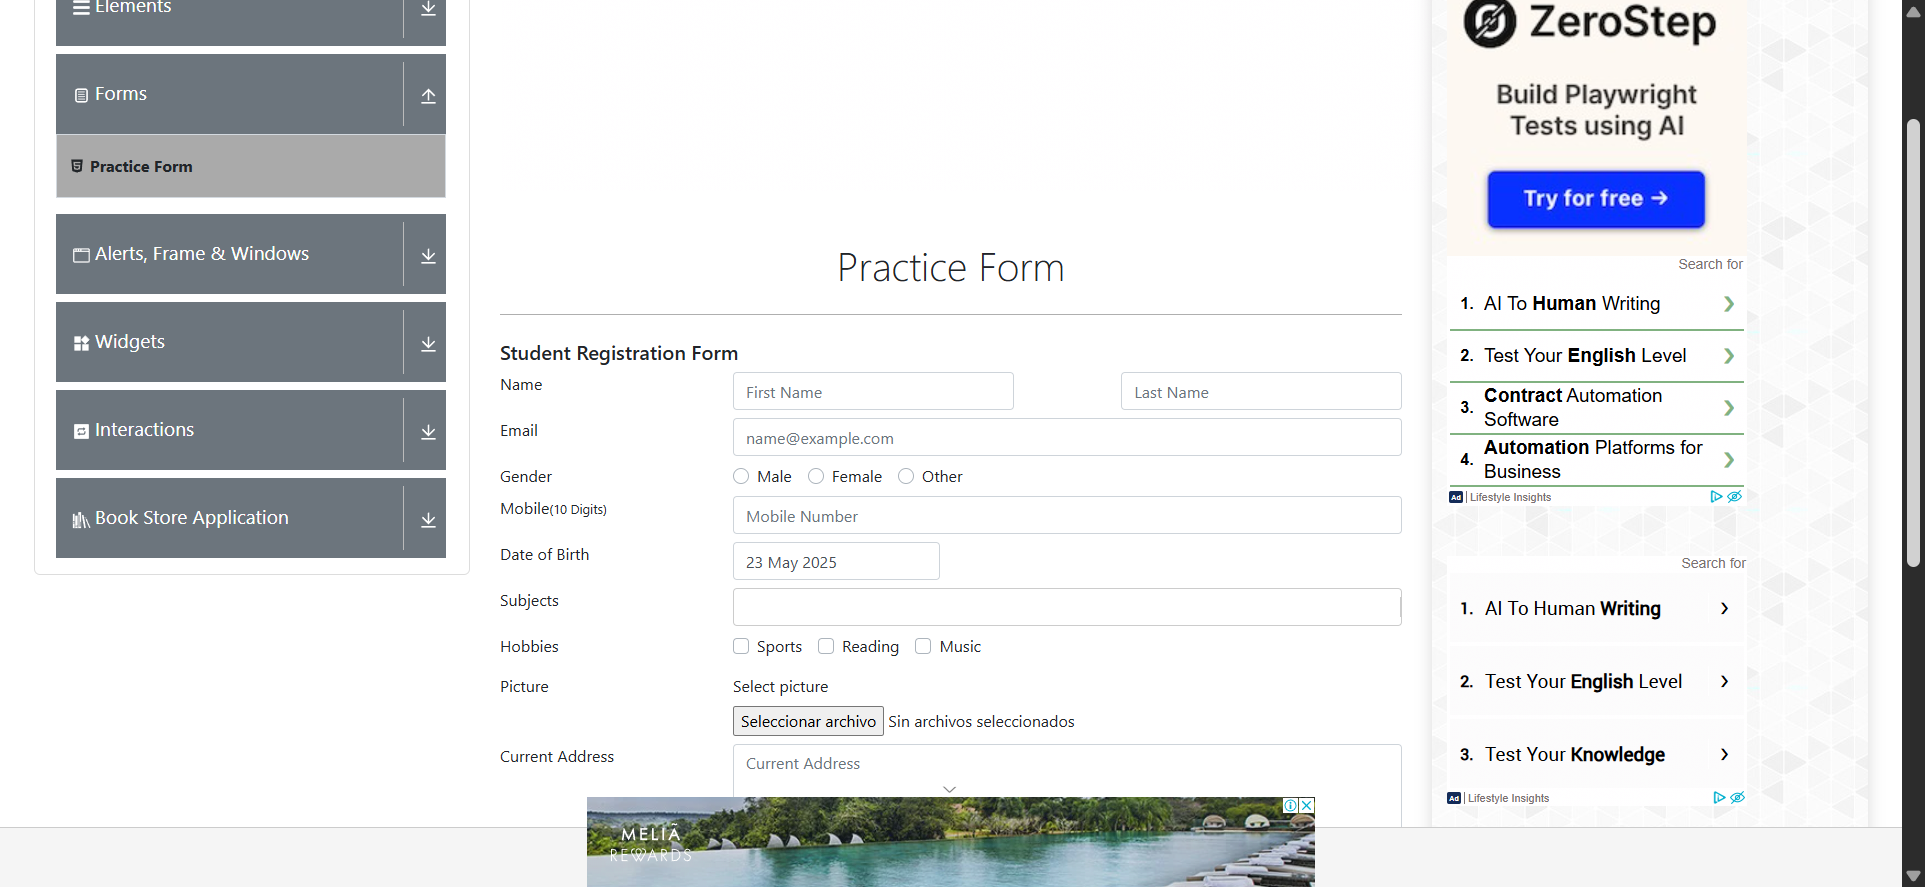 Elements
Forms
Practice Form
Alerts, Frame & Windows
Widgets
Interactions
Book Store Application
Practice Form
Student Registration Form
Name
First Name
Last Name
Email
name@example.com
Gender
Male
Female
Other
Mobile(10 Digits)
Mobile Number
Date of Birth
23 May 2025
Subjects
Hobbies
Sports
Reading
Music
Picture
Select picture
Seleccionar archivo
Sin archivos seleccionados
Current Address
Current Address
MELIÃ
REWARDS
ZeroStep
Build Playwright
Tests using AI
Try for free →
Search for
1. AI To Human Writing
2. Test Your English Level
3. Contract Automation
Software
4. Automation Platforms for
Business
Ad | Lifestyle Insights
Search for
1. AI To Human Writing
2. Test Your English Level
3. Test Your Knowledge
Ad | Lifestyle Insights